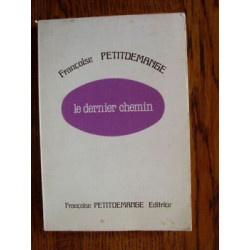 Françoise PETITDEMANGE
le dernier chemin
Françoise PETITDEMANGE Editrice